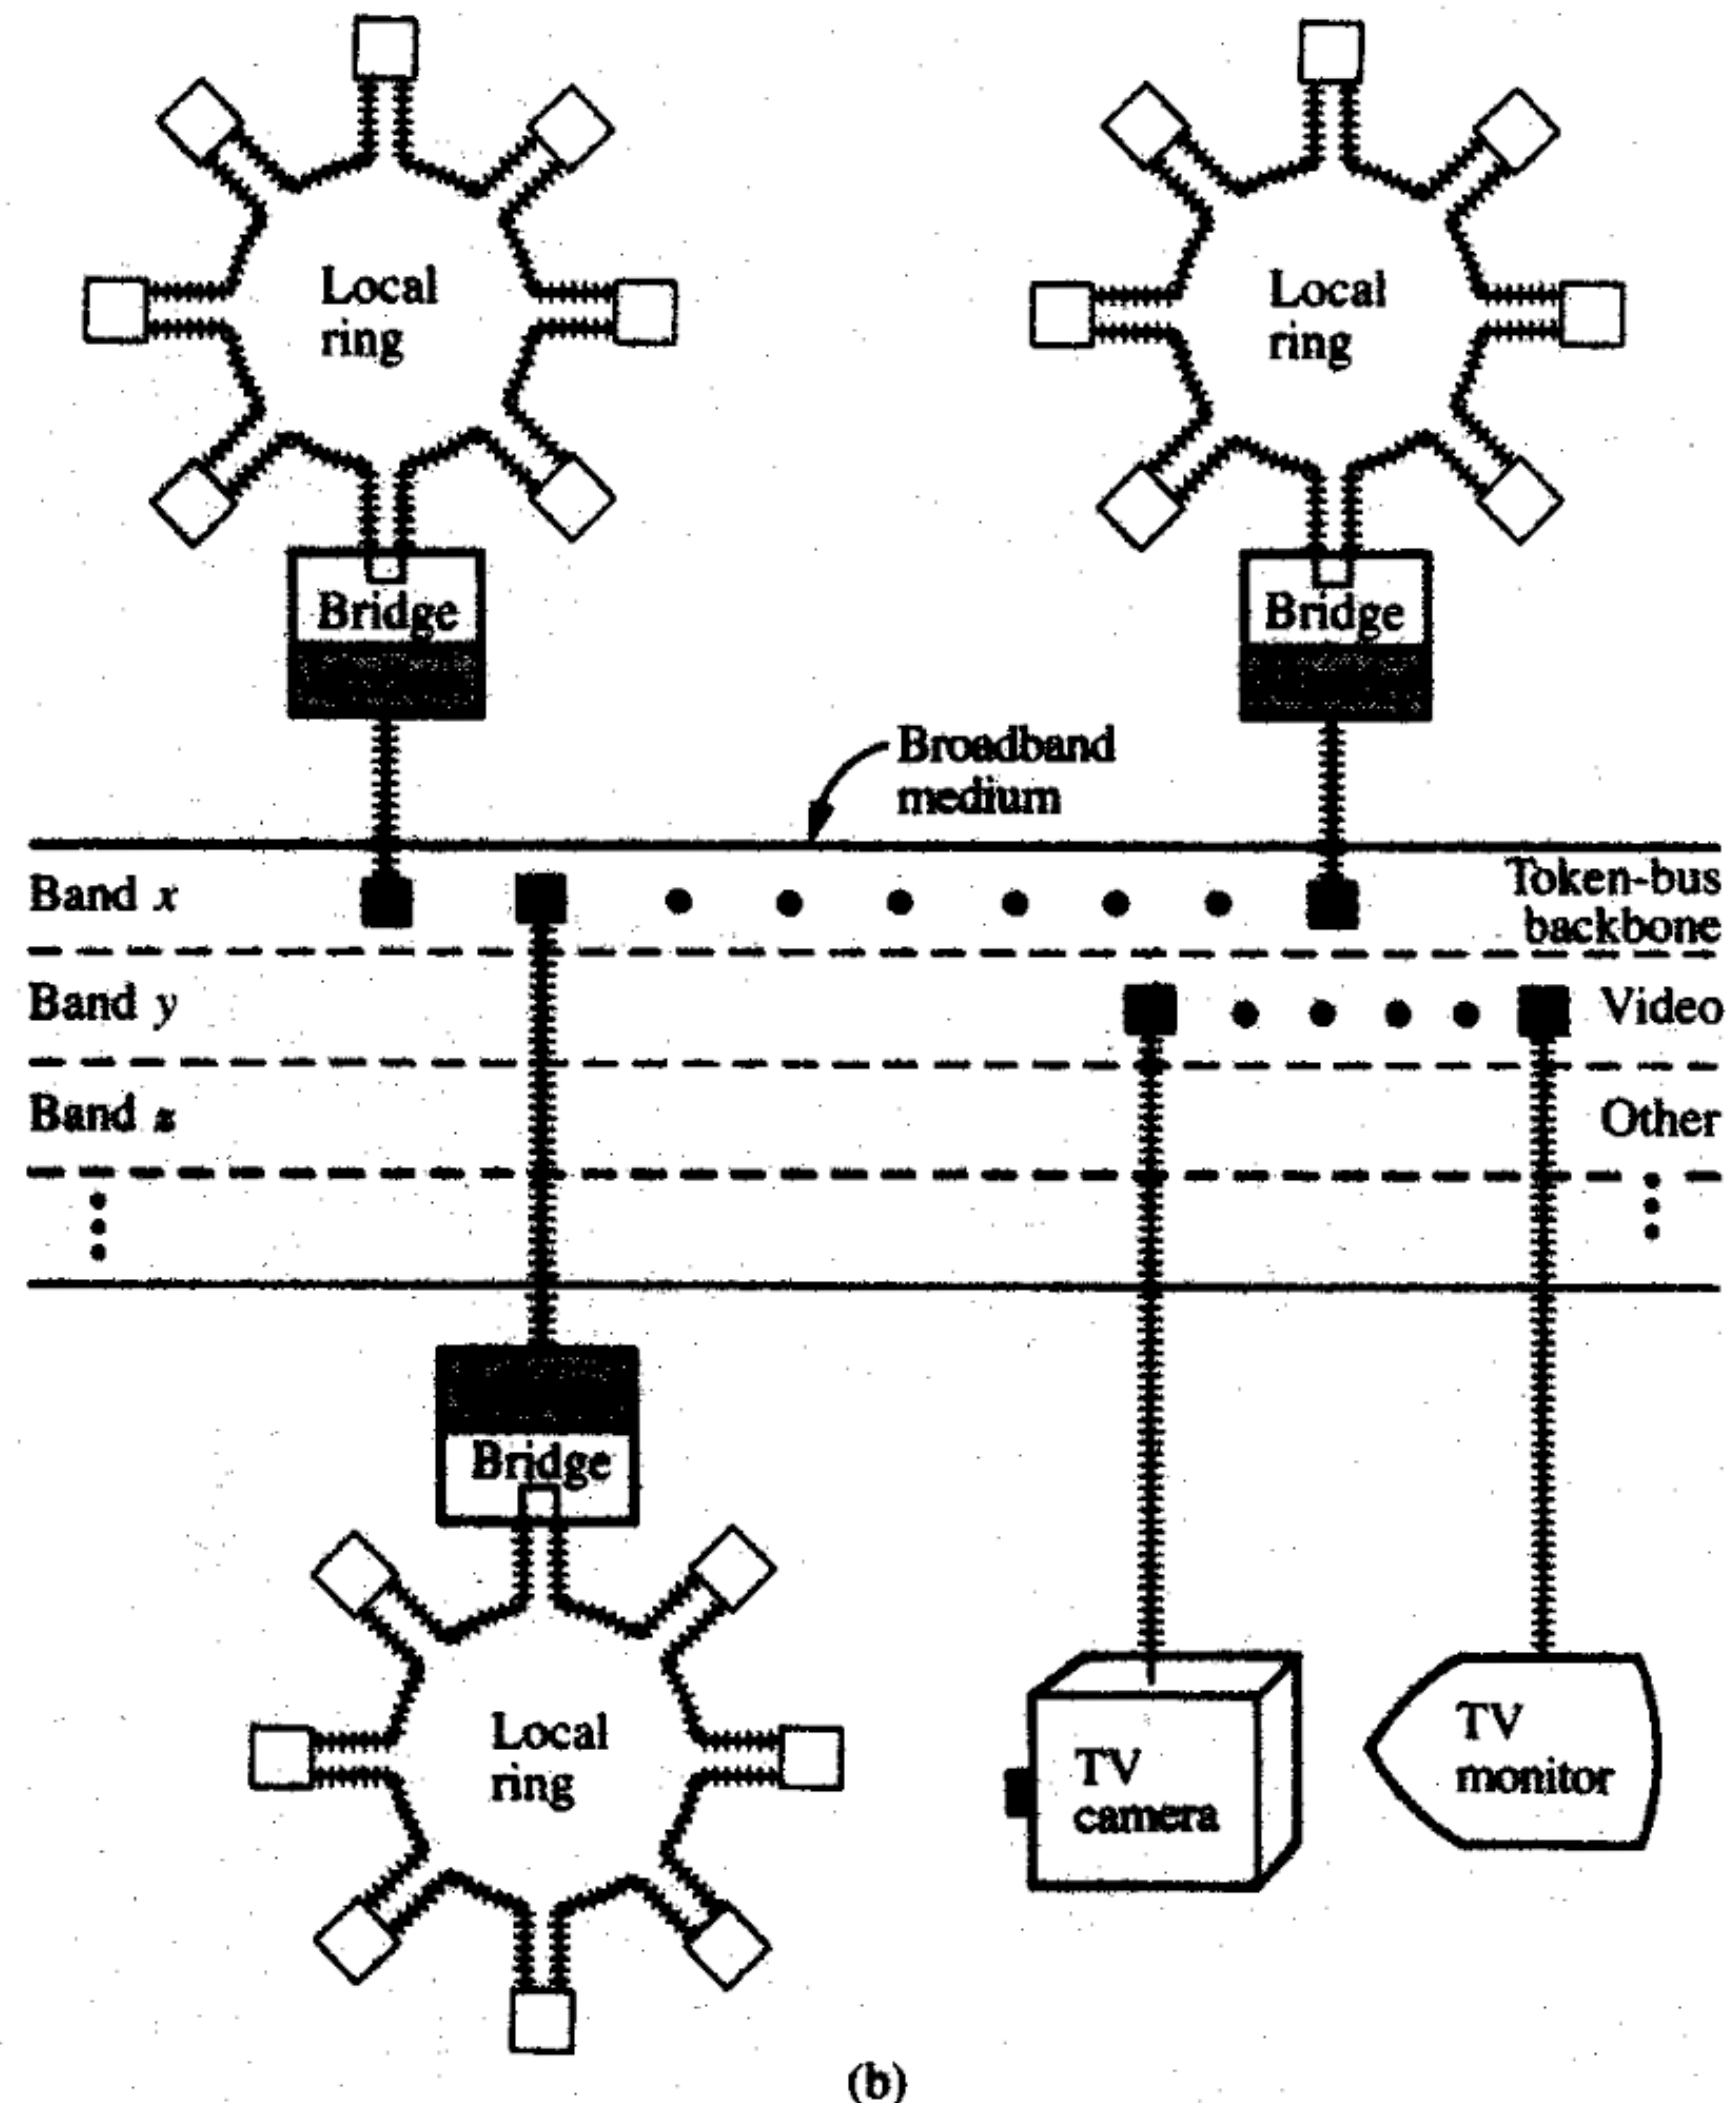 Local
ring
Local
ring
Bridge
Bridge
Broadband
medium
Band x
Token-bus
backbone
Band y
Video
Band z
Other
Bridge
Local
ring
TV
camera
TV
monitor
(b)